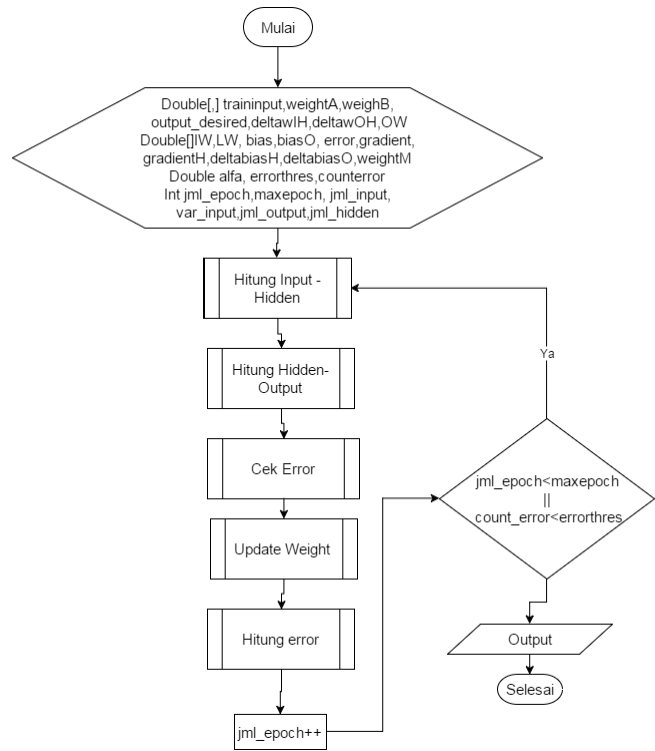 Mulai
Double[,] traininput,weightA,weighB,
output_desired,deltawIH,deltawOH,OW
Double[]IW,LW, bias,biasO, error,gradient,
gradientH,deltabiasH,deltabiasO,weightM
Double alfa, errorthres,counterror
Int jml_epoch,maxepoch, jml_input,
var_input,jml_output,jml_hidden
Hitung Input -
Hidden
Hitung Hidden-
Output
Cek Error
Update Weight
Hitung error
jml_epoch++
Ya
jml_epoch<maxepoch
||
count_error<errorthres
Output
Selesai